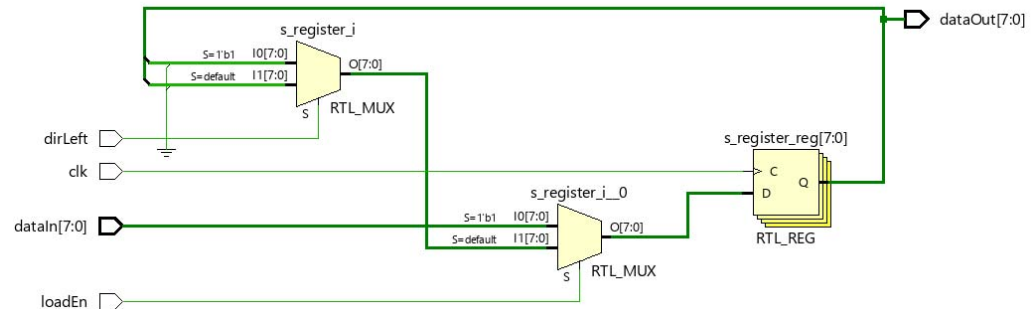 dataOut[7:0]
s_register_i
S=1'b1 I0[7:0]
S=default I1[7:0]
O[7:0]
S
RTL_MUX
dirLeft
clk
s_register_reg[7:0]
C
D
Q
RTL_REG
s_register_i__0
dataIn[7:0]
S=1'b1 I0[7:0]
S=default I1[7:0]
O[7:0]
S
RTL_MUX
loadEn